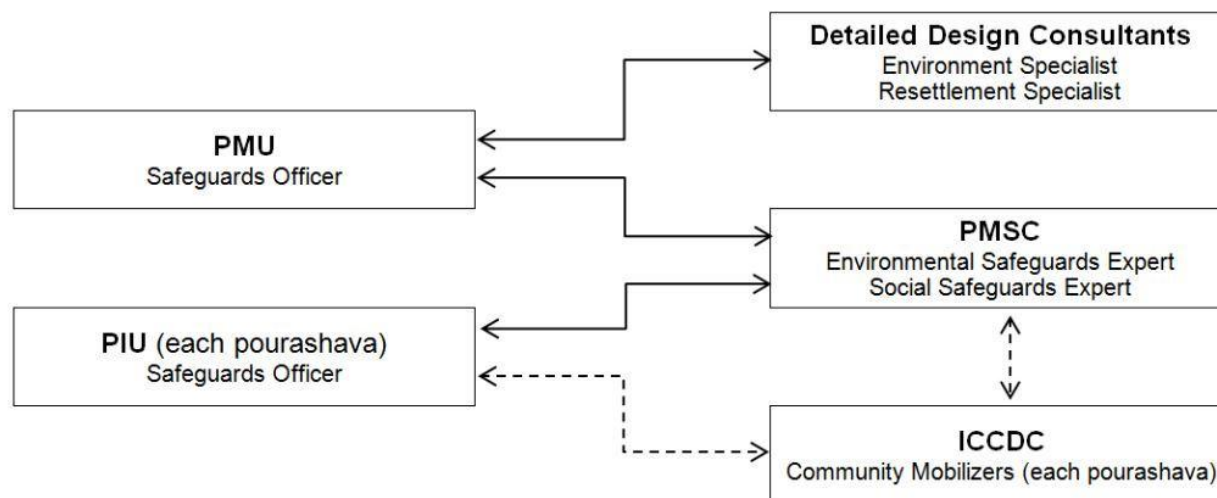 Detailed Design Consultants
Environment Specialist
Resettlement Specialist
PMU
Safeguards Officer
PMSC
Environmental Safeguards Expert
Social Safeguards Expert
PIU (each pourashava)
Safeguards Officer
ICCDC
Community Mobilizers (each pourashava)